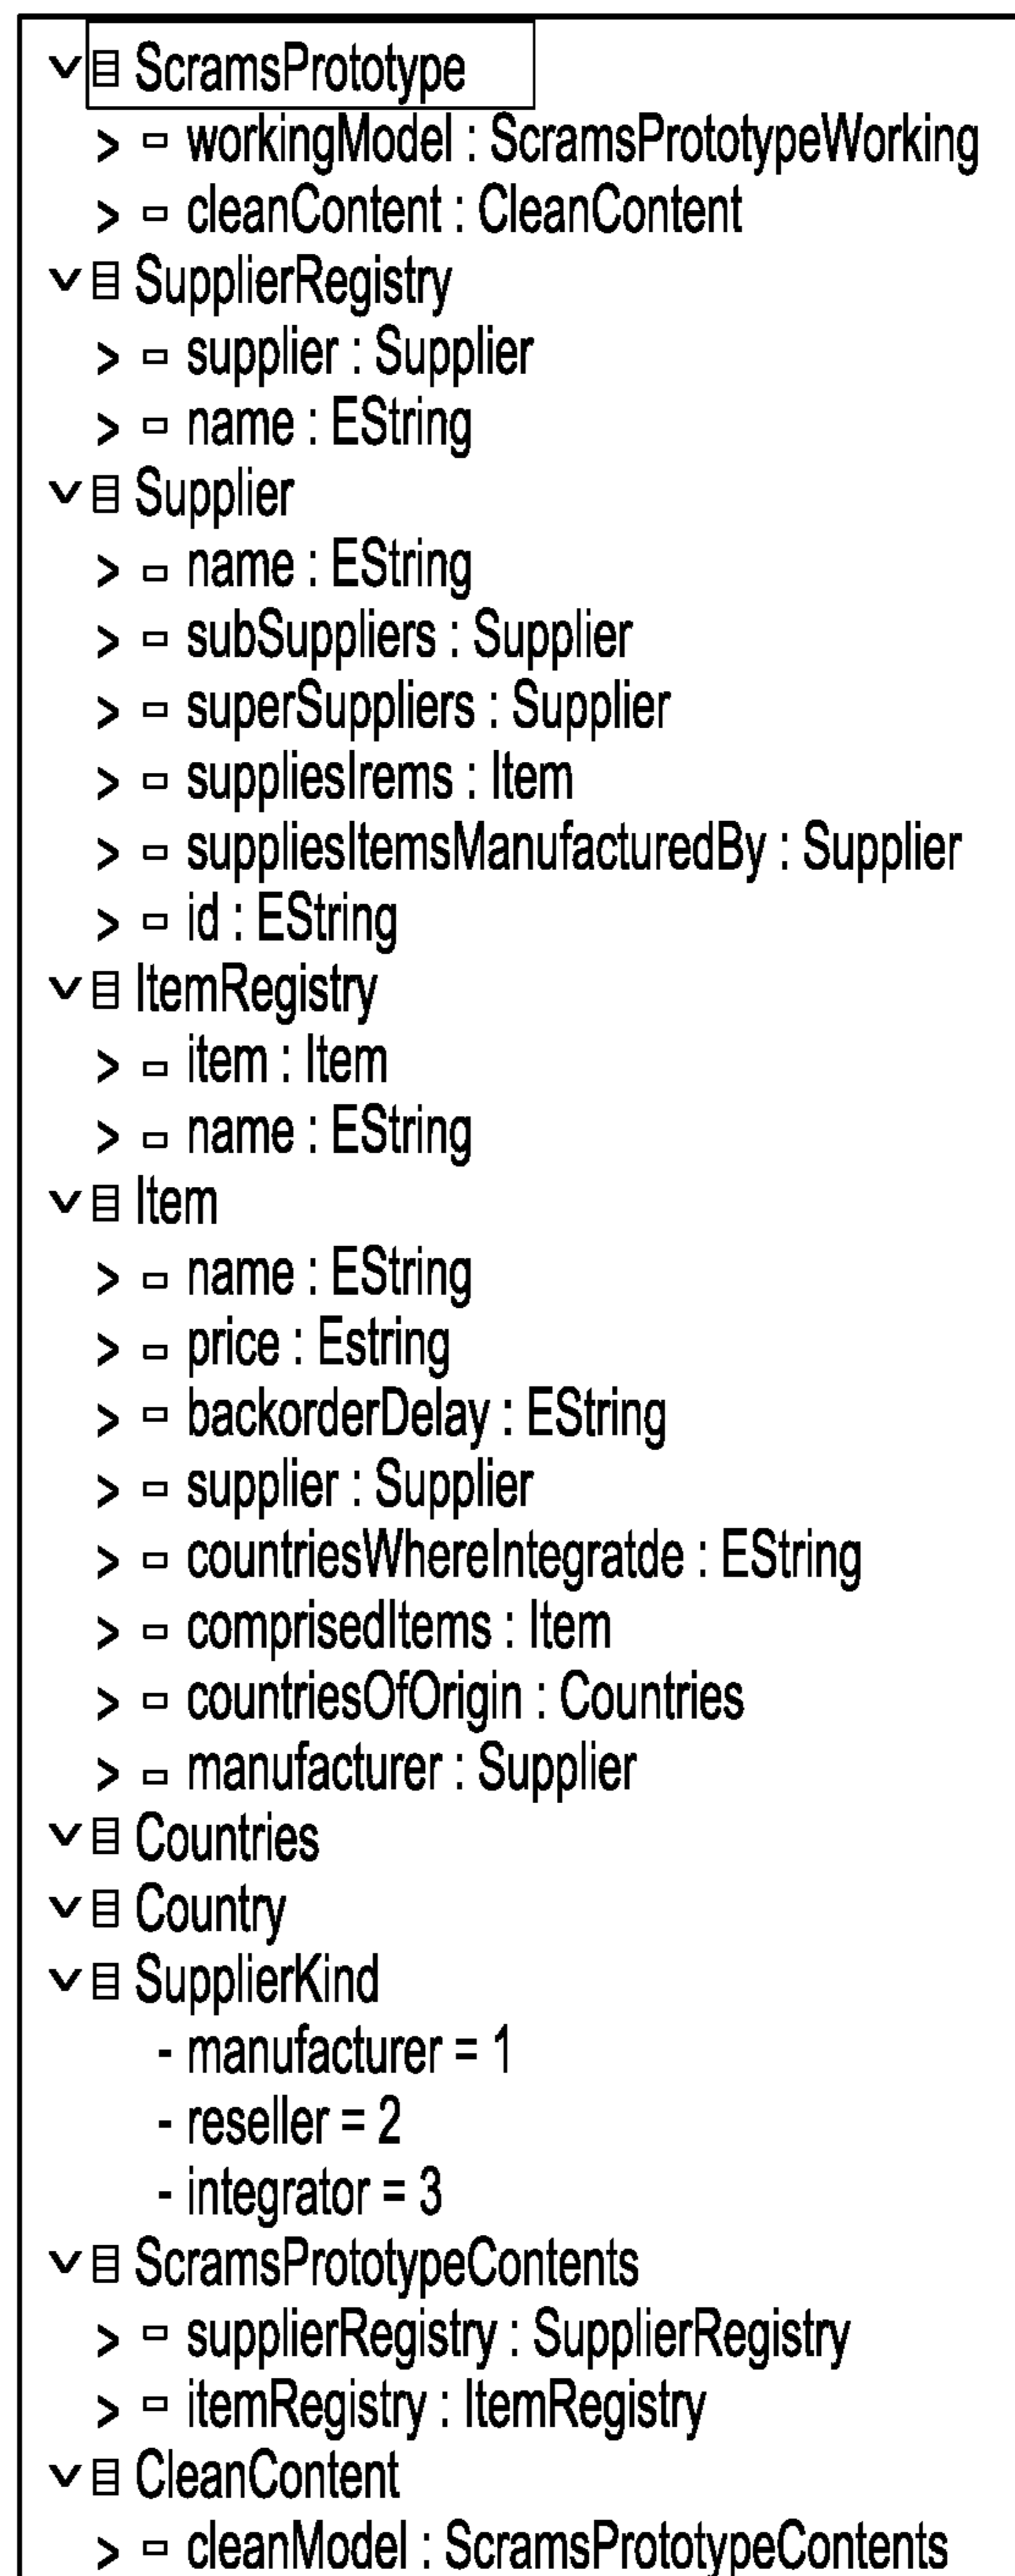 ScramsPrototype
workingModel : ScramsPrototypeWorking
cleanContent : CleanContent
SupplierRegistry
supplier : Supplier
name : EString
Supplier
name : EString
subSuppliers : Supplier
superSuppliers : Supplier
suppliesIrems : Item
suppliesItemsManufacturedBy : Supplier
id : EString
ItemRegistry
item : Item
name : EString
Item
name : EString
price : Estring
backorderDelay : EString
supplier : Supplier
countriesWhereIntegratde : EString
comprisedItems : Item
countriesOfOrigin : Countries
manufacturer : Supplier
Countries
Country
SupplierKind
- manufacturer = 1
- reseller = 2
- integrator = 3
ScramsPrototypeContents
supplierRegistry : SupplierRegistry
itemRegistry : ItemRegistry
CleanContent
cleanModel : ScramsPrototypeContents